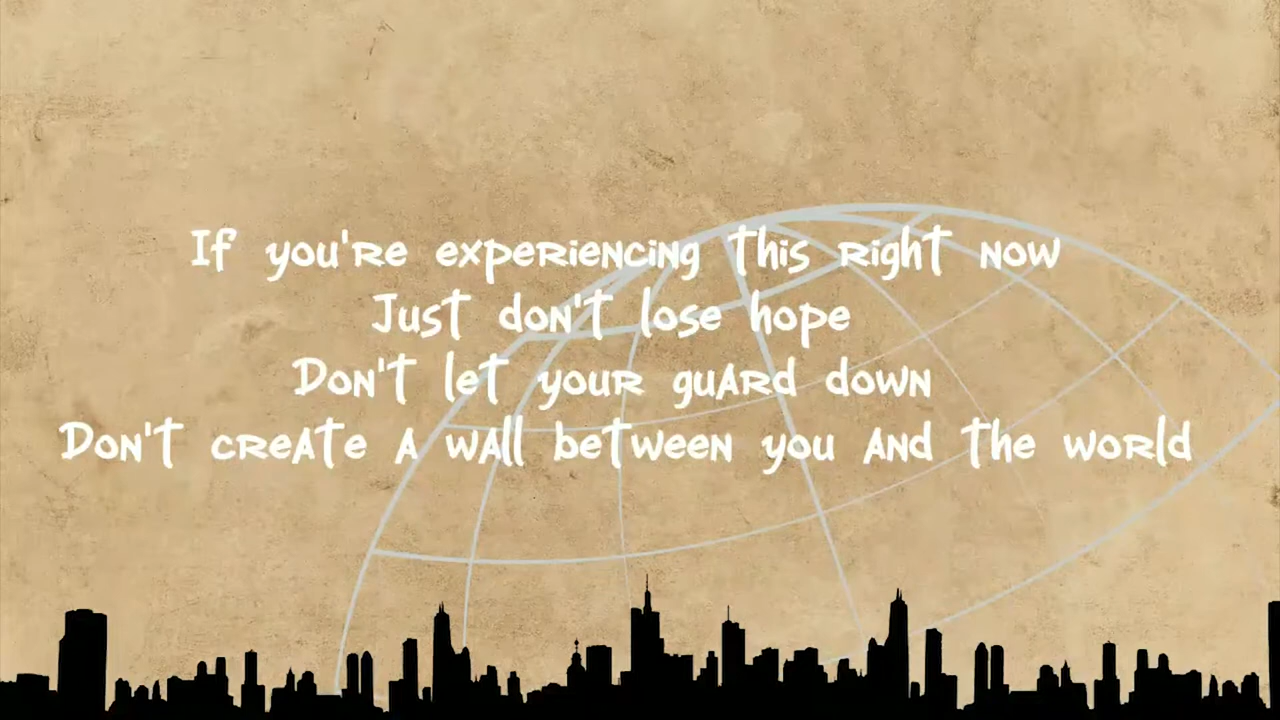 If you're experiencing this right now
Just don't lose hope
Don't let your guard down
Don't create a wall between you and the world